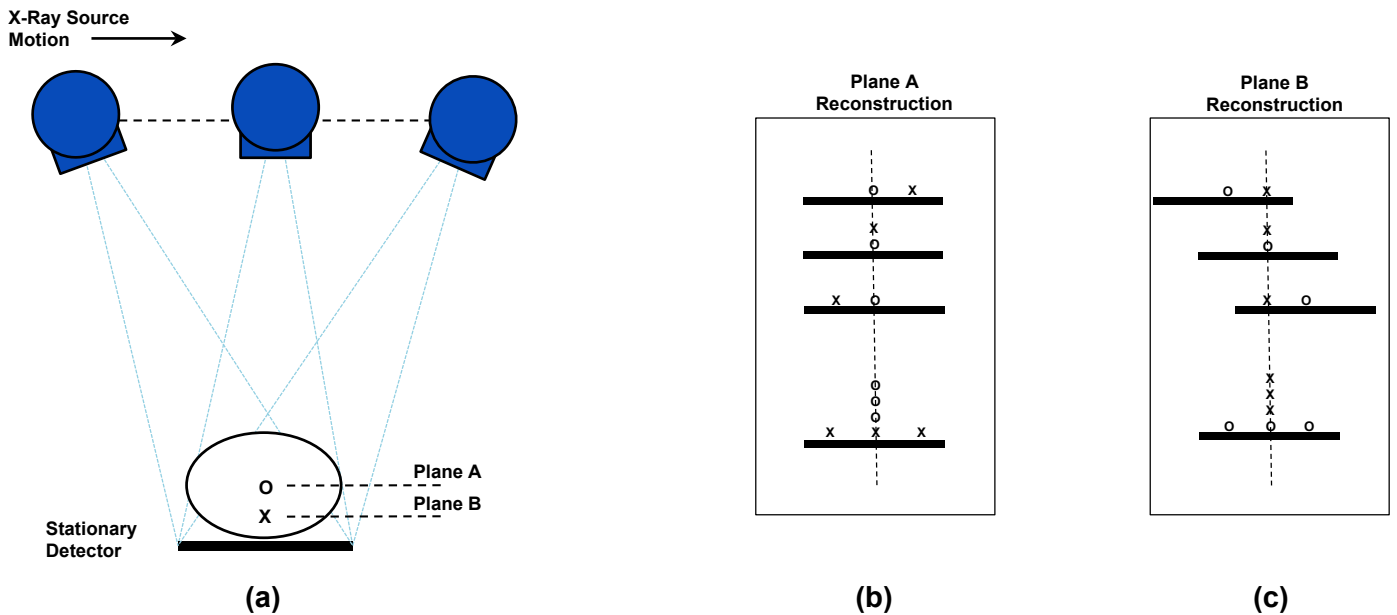 X-Ray Source
Motion
O
X
Plane A
Plane B
Stationary
Detector
(a)
Plane A
Reconstruction
O X
X
O
X O
O
O
O
X X X
(b)
Plane B
Reconstruction
O X
X
O
X O
X
X
X
O O O
(c)